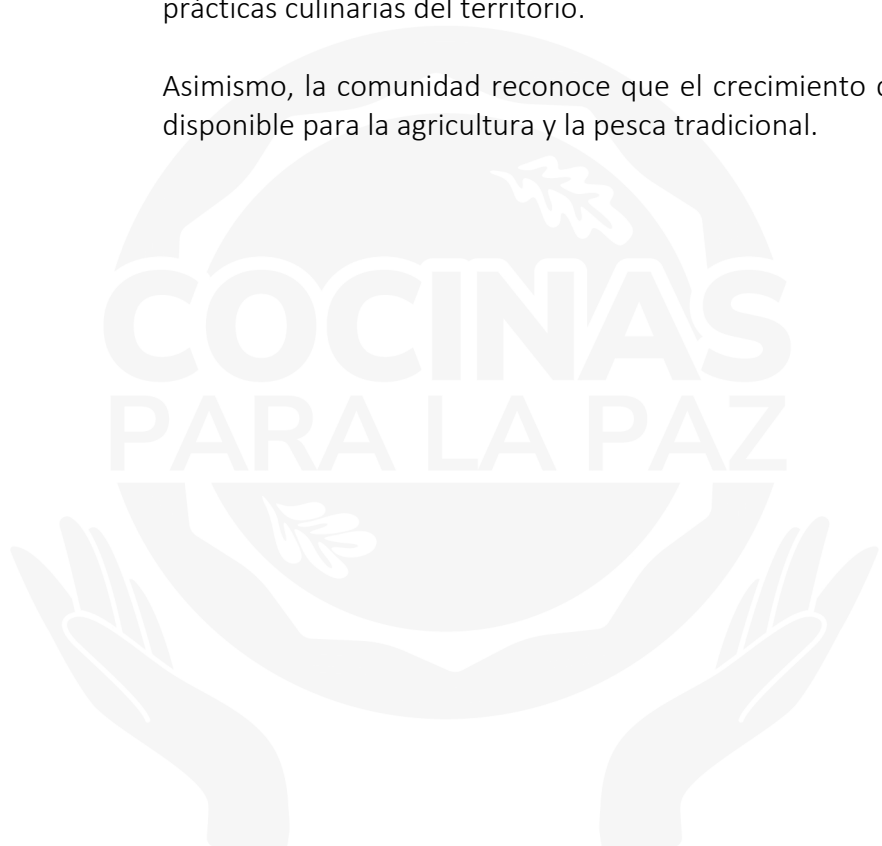 prácticas culinarias del territorio.
Asimismo, la comunidad reconoce que el crecimiento
disponible para la agricultura y la pesca tradicional.
COCINAS
PARA LA PAZ